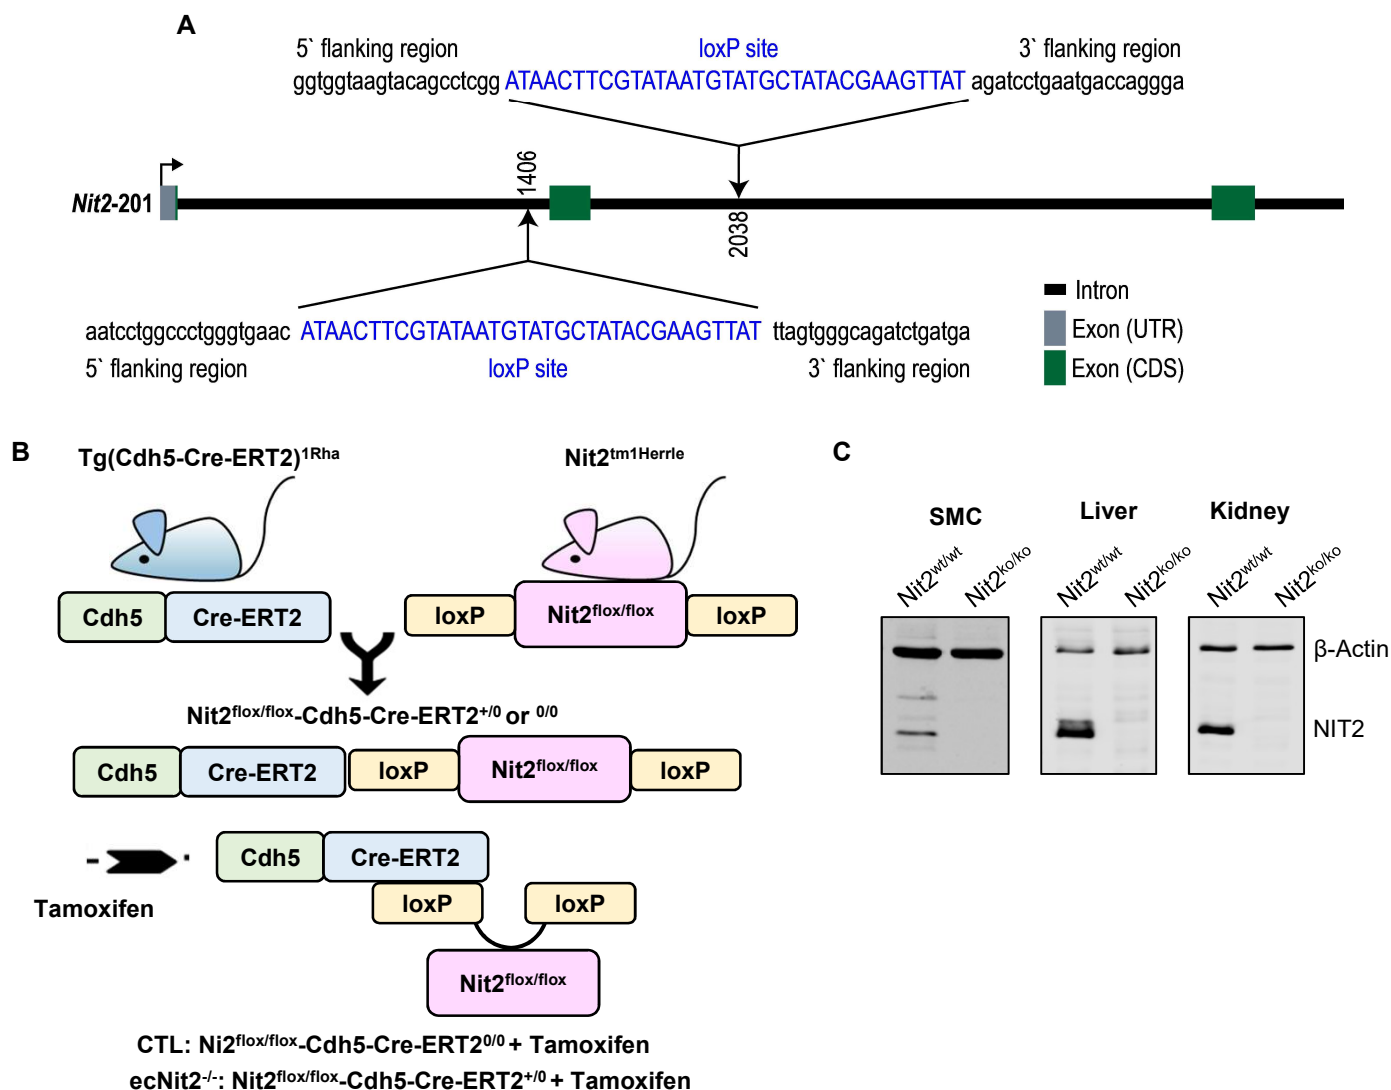 A
5` flanking region loxP site 3` flanking region
ggtggtaagtacagcctcgg ATAACTTCGTATAATGTATGCTATACGAAGTTAT agatcctgaatgaccaggga
1406
Nit2-201
2038
aatcctggccctgggtgaac ATAACTTCGTATAATGTATGCTATACGAAGTTAT ttagtgggcagatctgatga
5` flanking region loxP site 3` flanking region
Intron
Exon (UTR)
Exon (CDS)
B
Tg(Cdh5-Cre-ERT2)1Rha Nit2tm1Herrle
Cdh5 Cre-ERT2 loxP Nit2flox/flox loxP
Nit2flox/flox-Cdh5-Cre-ERT2+/0 or 0/0
Cdh5 Cre-ERT2 loxP Nit2flox/flox loxP
Cdh5 Cre-ERT2
Tamoxifen
loxP loxP
Nit2flox/flox
CTL: Ni2flox/flox-Cdh5-Cre-ERT20/0 + Tamoxifen
ecNit2-/-: Nit2flox/flox-Cdh5-Cre-ERT2+/0 + Tamoxifen
C
SMC Liver Kidney
Nit2wt/wt Nit2ko/ko Nit2wt/wt Nit2ko/ko Nit2wt/wt Nit2ko/ko
β-Actin
NIT2